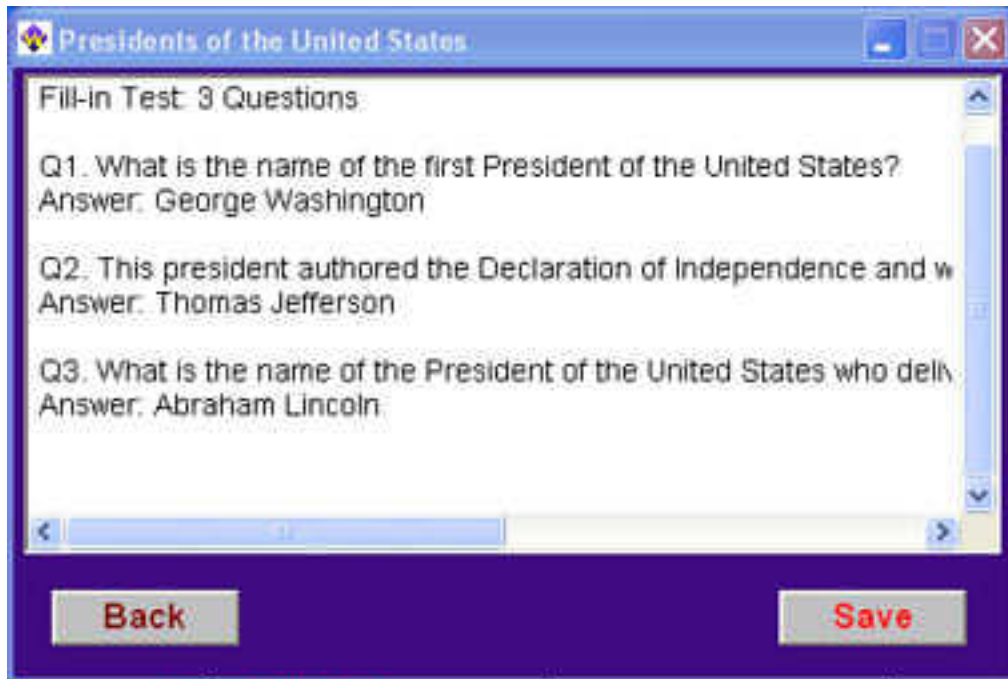 Presidents of the United States
Fill-in Test: 3 Questions
Q1. What is the name of the first President of the United States?
Answer: George Washington
Q2. This president authored the Declaration of Independence and w
Answer: Thomas Jefferson
Q3. What is the name of the President of the United States who deliv
Answer: Abraham Lincoln
Back
Save